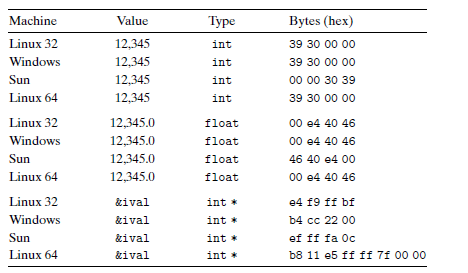 Machine Value Type Bytes (hex)
Linux 32 12,345 int 39 30 00 00
Windows 12,345 int 39 30 00 00
Sun 12,345 int 00 00 30 39
Linux 64 12,345 int 39 30 00 00
Linux 32 12,345.0 float 00 e4 40 46
Windows 12,345.0 float 00 e4 40 46
Sun 12,345.0 float 46 40 e4 00
Linux 64 12,345.0 float 00 e4 40 46
Linux 32 &ival int * e4 f9 ff bf
Windows &ival int * b4 cc 22 00
Sun &ival int * ef ff fa 0c
Linux 64 &ival int * b8 11 e5 ff ff 7f 00 00